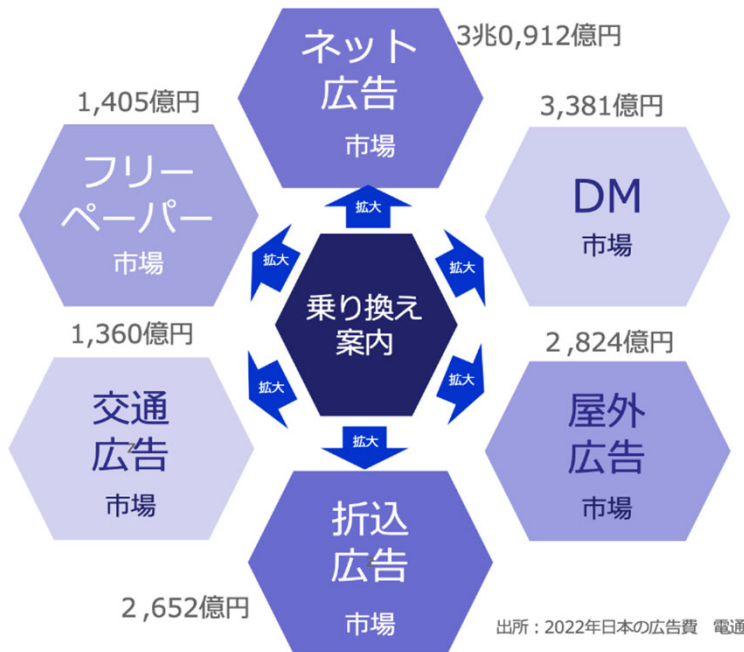 3兆0,912億円
ネット
広告
市場
1,405億円
フリー
ペーパー
市場
3,381億円
DM
市場
拡大
拡大
拡大
乗り換え
案内
1,360億円
交通
広告
市場
2,824億円
屋外
広告
市場
拡大
拡大
拡大
折込
広告
市場
2,652億円
出所：2022年日本の広告費 電通